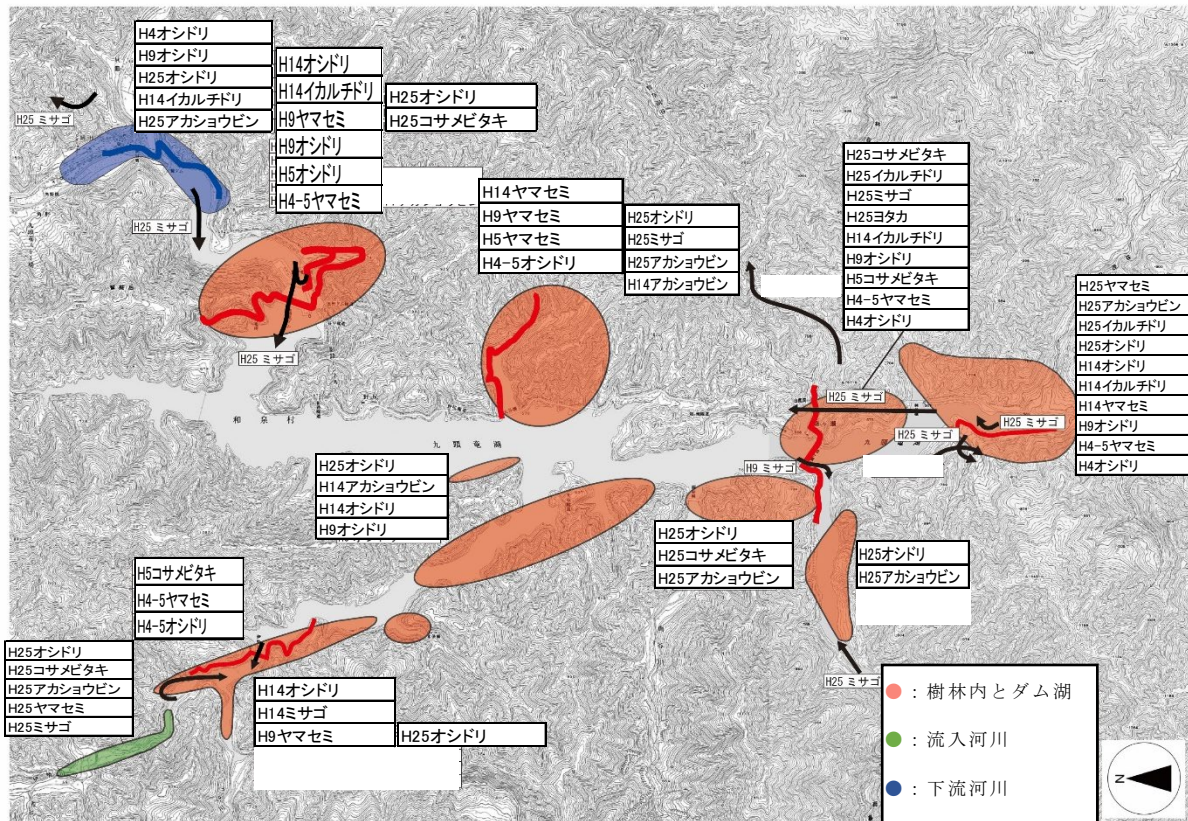 H4オシドリ
H9オシドリ
H25オシドリ
H14イカルチドリ
H25アカショウビン
H14オシドリ
H14イカルチドリ
H9ヤマセミ
H9オシドリ
H5オシドリ
H4-5ヤマセミ
H25オシドリ
H25コサメビタキ
H25 ミサゴ
H25 ミサゴ
H25 ミサゴ
H14ヤマセミ
H9ヤマセミ
H5ヤマセミ
H4-5オシドリ
H25オシドリ
H25ミサゴ
H25アカショウビン
H14アカショウビン
H25コサメビタキ
H25イカルチドリ
H25ミサゴ
H25ヨタカ
H14イカルチドリ
H9オシドリ
H5コサメビタキ
H4-5ヤマセミ
H4オシドリ
H25ヤマセミ
H25アカショウビン
H25イカルチドリ
H25オシドリ
H14オシドリ
H14イカルチドリ
H14ヤマセミ
H9オシドリ
H4-5ヤマセミ
H4オシドリ
H25 ミサゴ
H25 ミサゴ
H25 ミサゴ
H9 ミサゴ
和泉村
九頭竜湖
H25オシドリ
H14アカショウビン
H14オシドリ
H9オシドリ
H25オシドリ
H25コサメビタキ
H25アカショウビン
H25オシドリ
H25アカショウビン
H25 ミサゴ
H5コサメビタキ
H4-5ヤマセミ
H4-5オシドリ
H25オシドリ
H25コサメビタキ
H25アカショウビン
H25ヤマセミ
H25ミサゴ
H14オシドリ
H14ミサゴ
H9ヤマセミ
H25オシドリ
：樹林内とダム湖
：流入河川
：下流河川
N